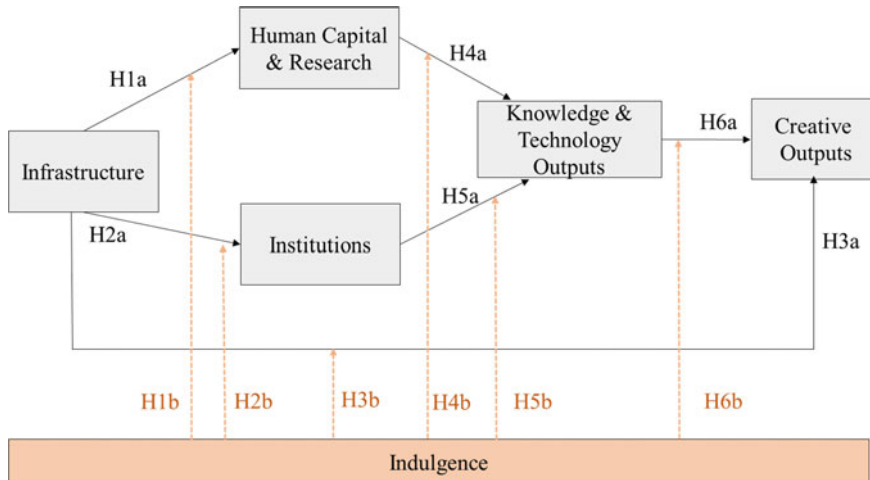 Human Capital
& Research
H1a
H4a
Knowledge &
Technology
Outputs
H6a
Creative
Outputs
Infrastructure
H5a
H2a
Institutions
H3a
H1b
H2b
H3b
H4b
H5b
H6b
Indulgence